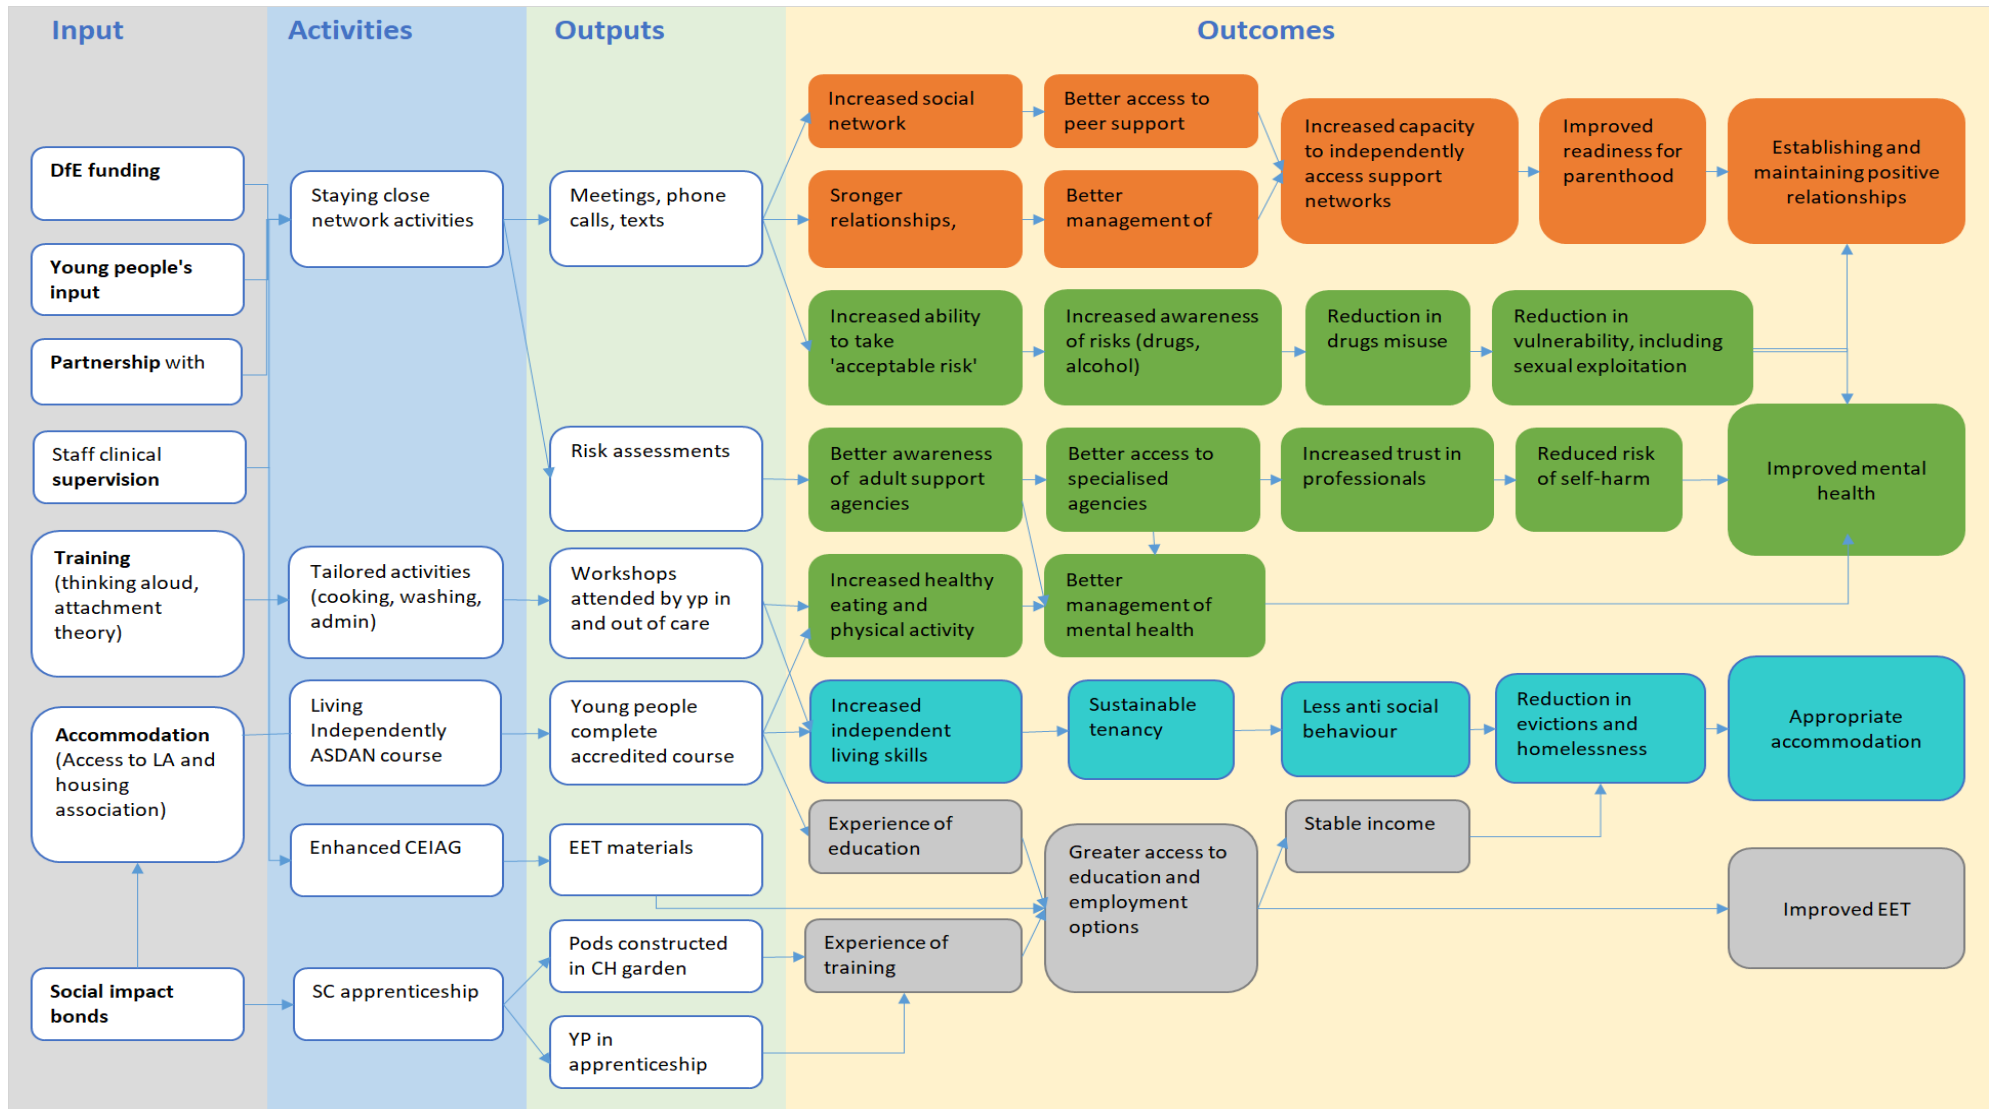 Input
Activities
Outputs
Outcomes
DfE funding
Young people's
input
Partnership with
Staff clinical
supervision
Training
(thinking aloud,
attachment
theory)
Accommodation
(Access to LA and
housing
association)
Social impact
bonds
Staying close
network activities
Tailored activities
(cooking, washing,
admin)
Living
Independently
ASDAN course
Enhanced CEIAG
SC apprenticeship
Meetings, phone
calls, texts
Risk assessments
Workshops
attended by yp in
and out of care
Young people
complete
accredited course
EET materials
Pods constructed
in CH garden
YP in
apprenticeship
Increased social
network
Better access to
peer support
Sronger
relationships,
Better
management of
Increased capacity
to independently
access support
networks
Improved
readiness for
parenthood
Establishing and
maintaining positive
relationships
Increased ability
to take
'acceptable risk'
Increased awareness
of risks (drugs,
alcohol)
Reduction in
drugs misuse
Reduction in
vulnerability, including
sexual exploitation
Better awareness
of adult support
agencies
Better access to
specialised
agencies
Increased trust in
professionals
Reduced risk
of self-harm
Improved mental
health
Increased healthy
eating and
physical activity
Better
management of
mental health
Increased
independent
living skills
Sustainable
tenancy
Less anti social
behaviour
Reduction in
evictions and
homelessness
Appropriate
accommodation
Experience of
education
Greater access to
education and
employment
options
Stable income
Improved EET
Experience of
training